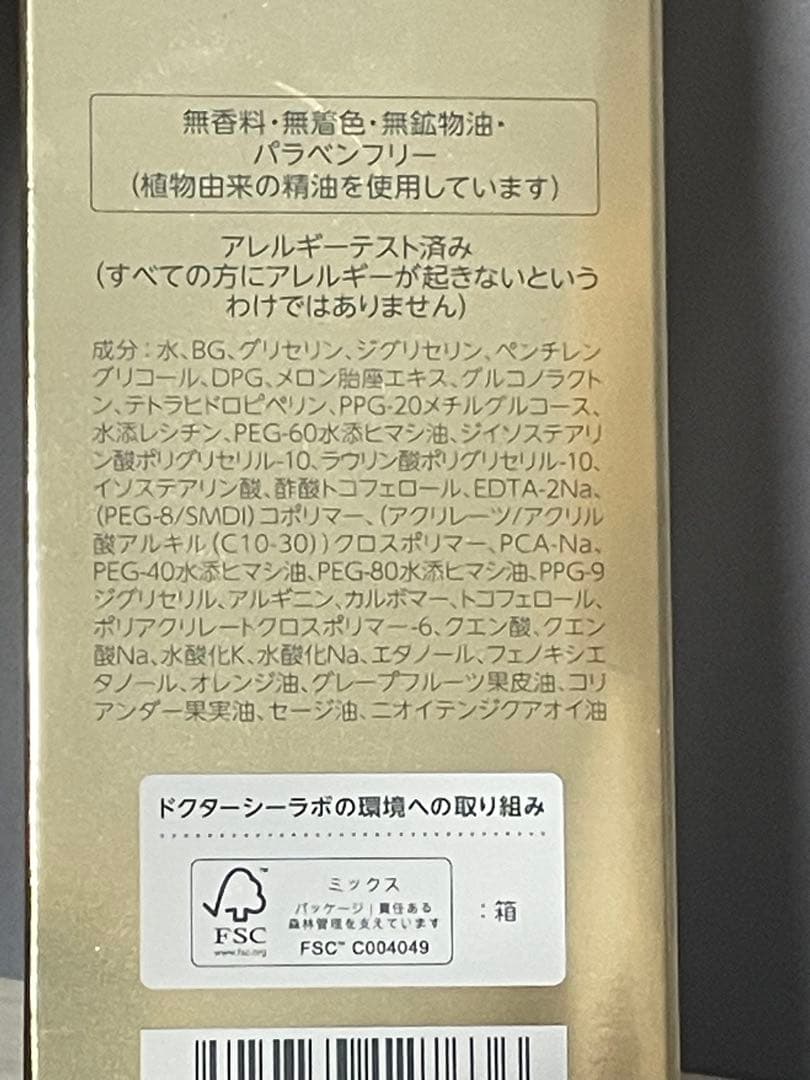 無香料・無着色・無鉱物油・
パラベンフリー
(植物由来の精油を使用しています)
アレルギーテスト済み
(すべての方にアレルギーが起きないという
わけではありません)
成分：水、BG、グリセリン、ジグリセリン、ペンチレン
グリコール、DPG、メロン胎座エキス、グルコノラクト
ン、テトラヒドロピペリン、PPG-20メチルグルコース、
水添レシチン、PEG-60水添ヒマシ油、ジイソステアリ
ン酸ポリグリセリル-10、ラウリン酸ポリグリセリル-10、
イソステアリン酸、酢酸トコフェロール、EDTA-2Na、
(PEG-8/SMDI)コポリマー、(アクリレーツ/アクリル
酸アルキル(C10-30))クロスポリマー、PCA-Na、
PEG-40水添ヒマシ油、PEG-80水添ヒマシ油、PPG-9
ジグリセリル、アルギニン、カルボマー、トコフェロール、
ポリアクリレートクロスポリマー-6、クエン酸、クエン
酸Na、水酸化K、水酸化Na、エタノール、フェノキシエ
タノール、オレンジ油、グレープフルーツ果皮油、コリ
アンダー果実油、セージ油、ニオイテンジクアオイ油
ドクターシーラボの環境への取り組み
FSC
www.fsc.org
ミックス
パッケージ｜責任ある
森林管理を支えています
FSC™ C004049
：箱